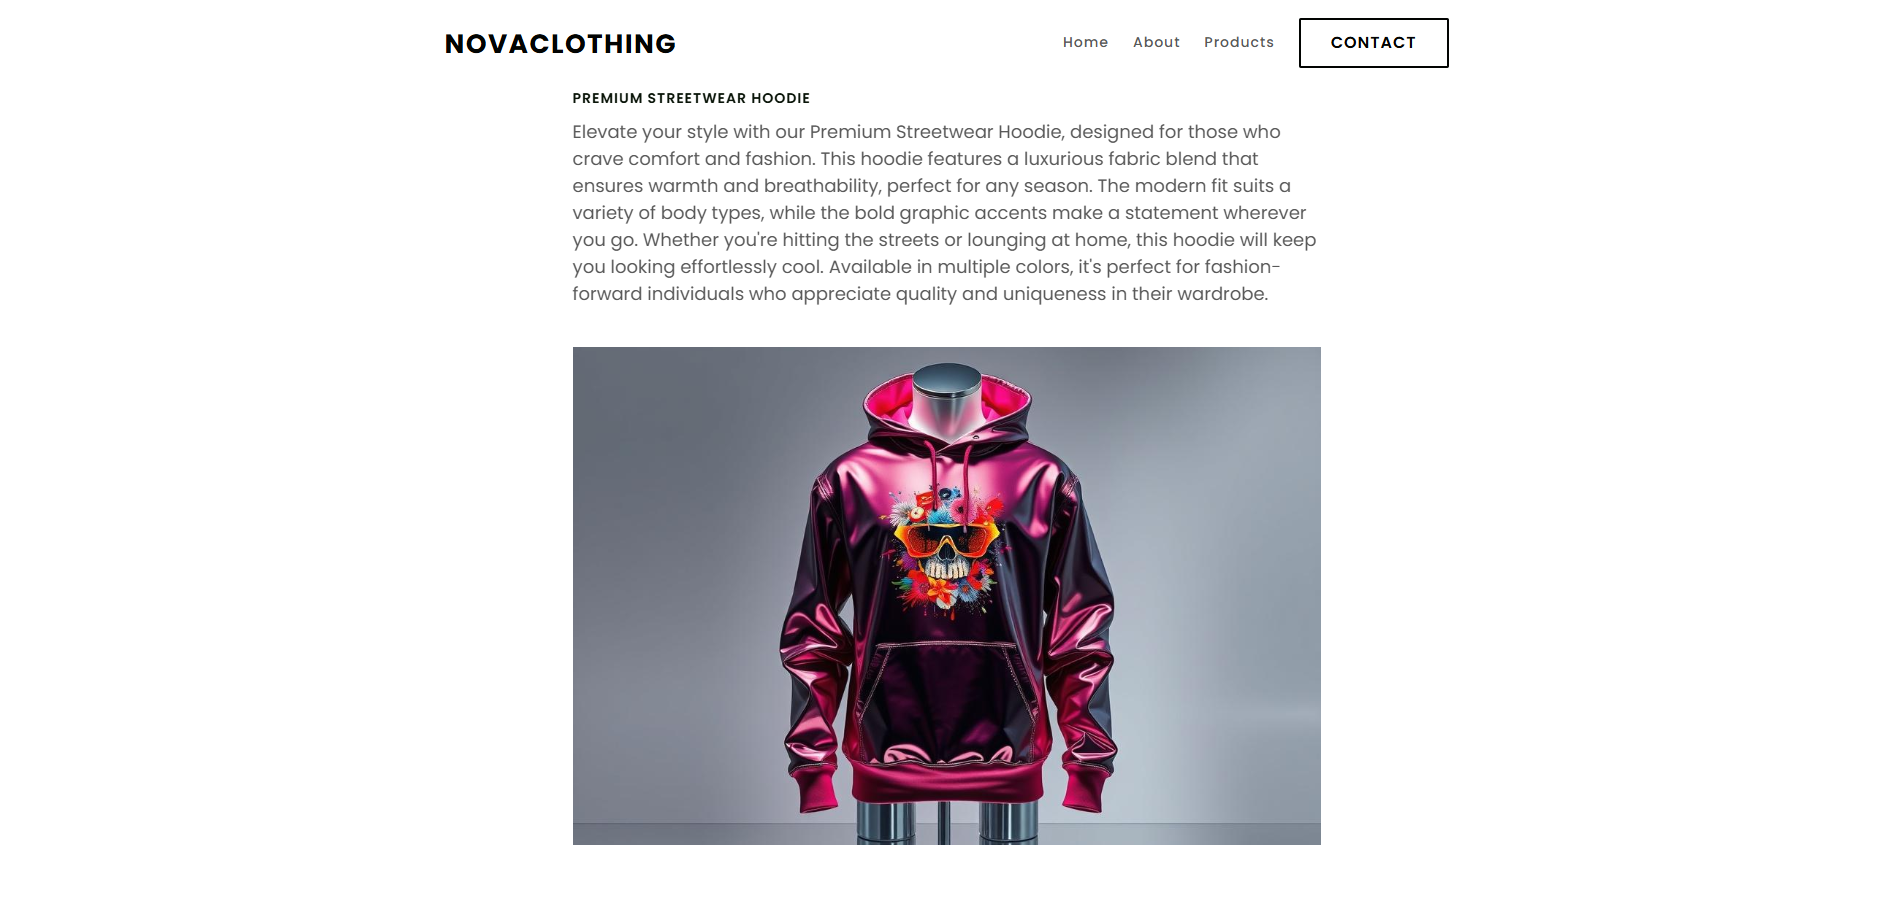 NOVACLOTHING
Home
About
Products
CONTACT
PREMIUM STREETWEAR HOODIE
Elevate your style with our Premium Streetwear Hoodie, designed for those who
crave comfort and fashion. This hoodie features a luxurious fabric blend that
ensures warmth and breathability, perfect for any season. The modern fit suits a
variety of body types, while the bold graphic accents make a statement wherever
you go. Whether you're hitting the streets or lounging at home, this hoodie will keep
you looking effortlessly cool. Available in multiple colors, it's perfect for fashion-
forward individuals who appreciate quality and uniqueness in their wardrobe.